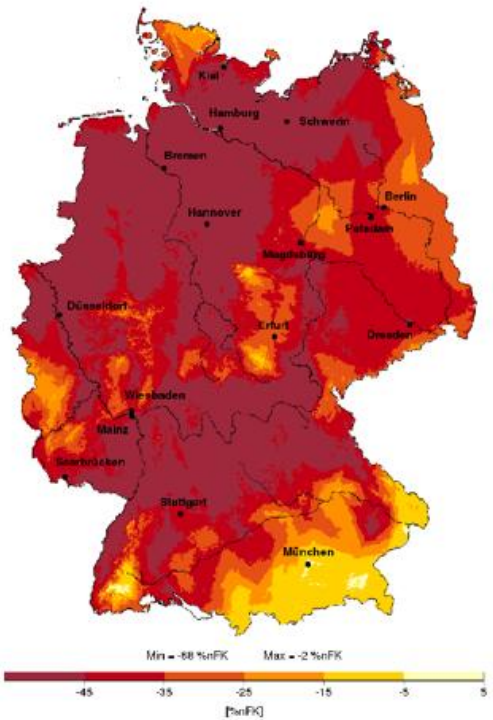 Kiel
Hamburg
Schwerin
Bremen
Berlin
Hannover
Potsdam
Magdeburg
Düsseldorf
Erfurt
Dresden
Wiesbaden
Mainz
Saarbrücken
Stuttgart
München
Min = -68 %nFK Max = -2 %nFK
-45 -35 -25 -15 -5 5
[%nFK]